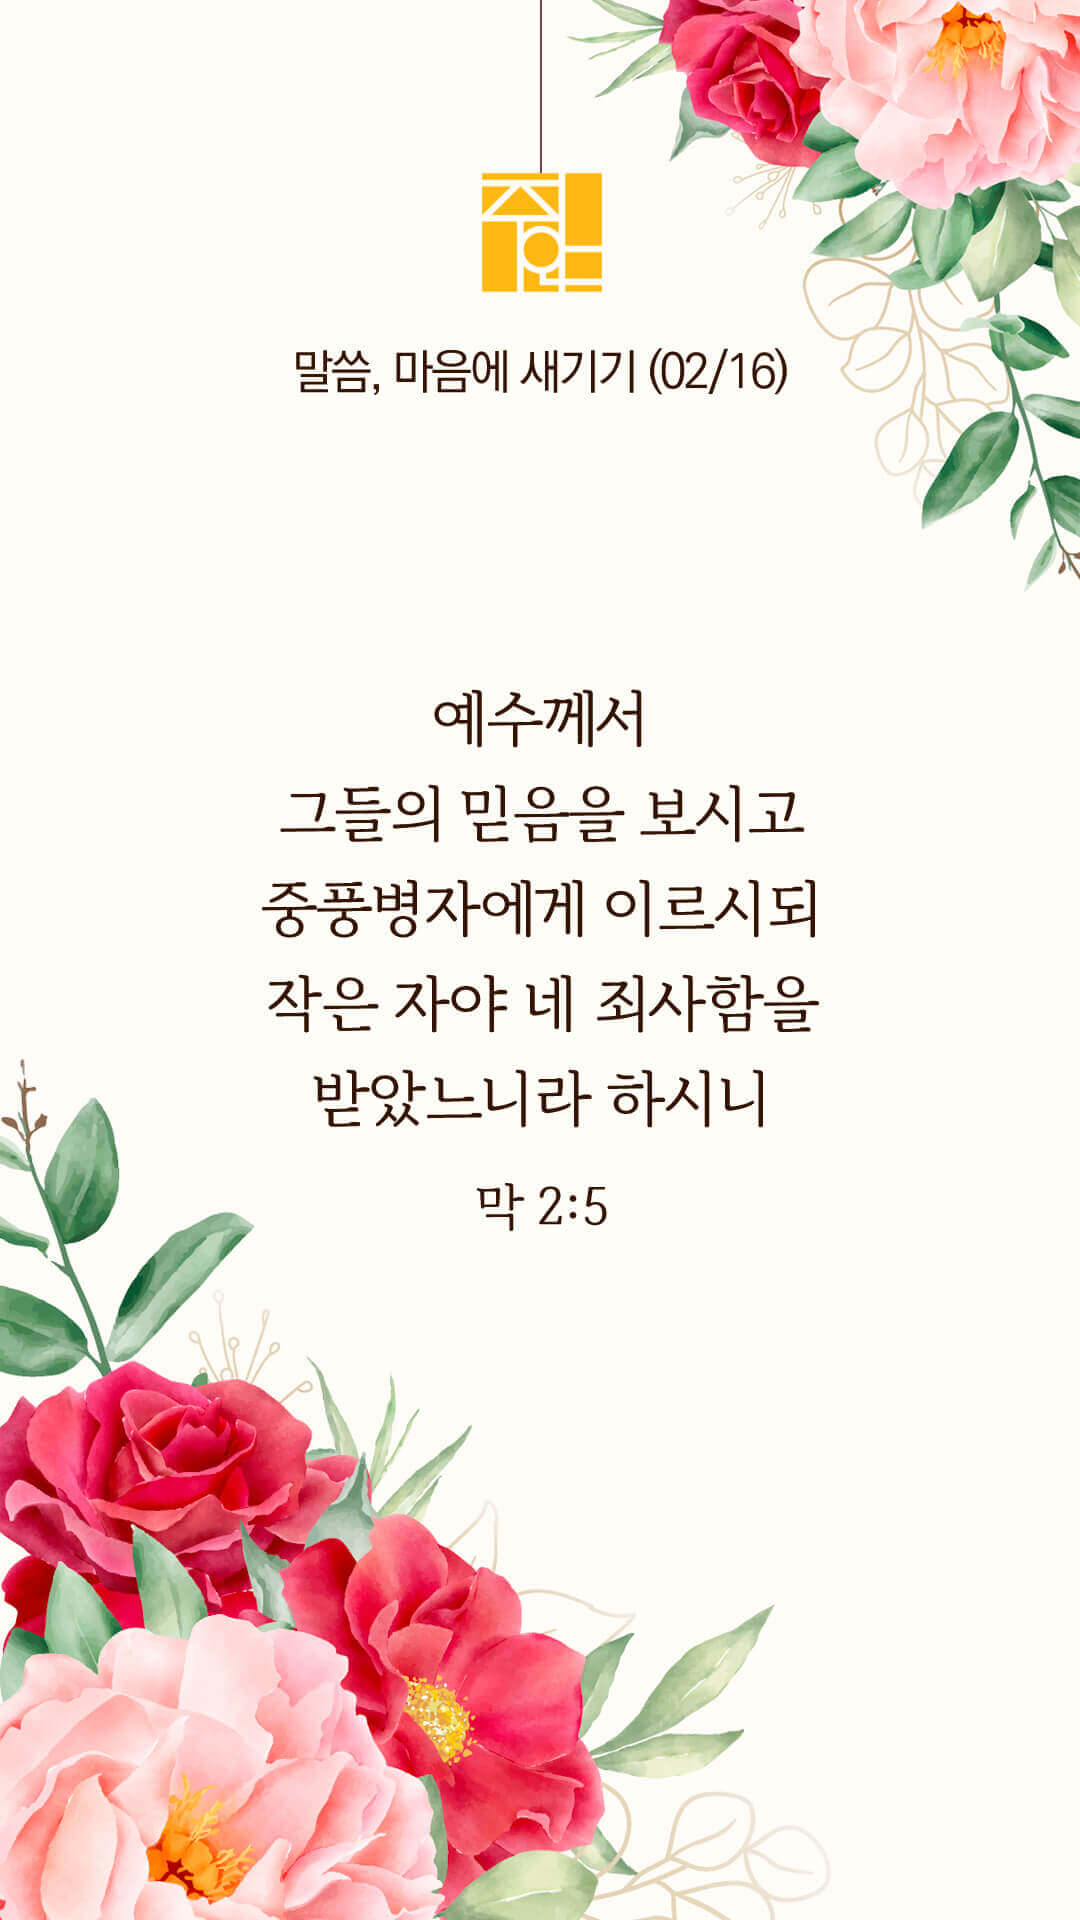 주안
말씀, 마음에 새기기 (02/16)
예수께서
그들의 믿음을 보시고
중풍병자에게 이르시되
작은 자야 네 죄사함을
받았느니라 하시니
막 2:5